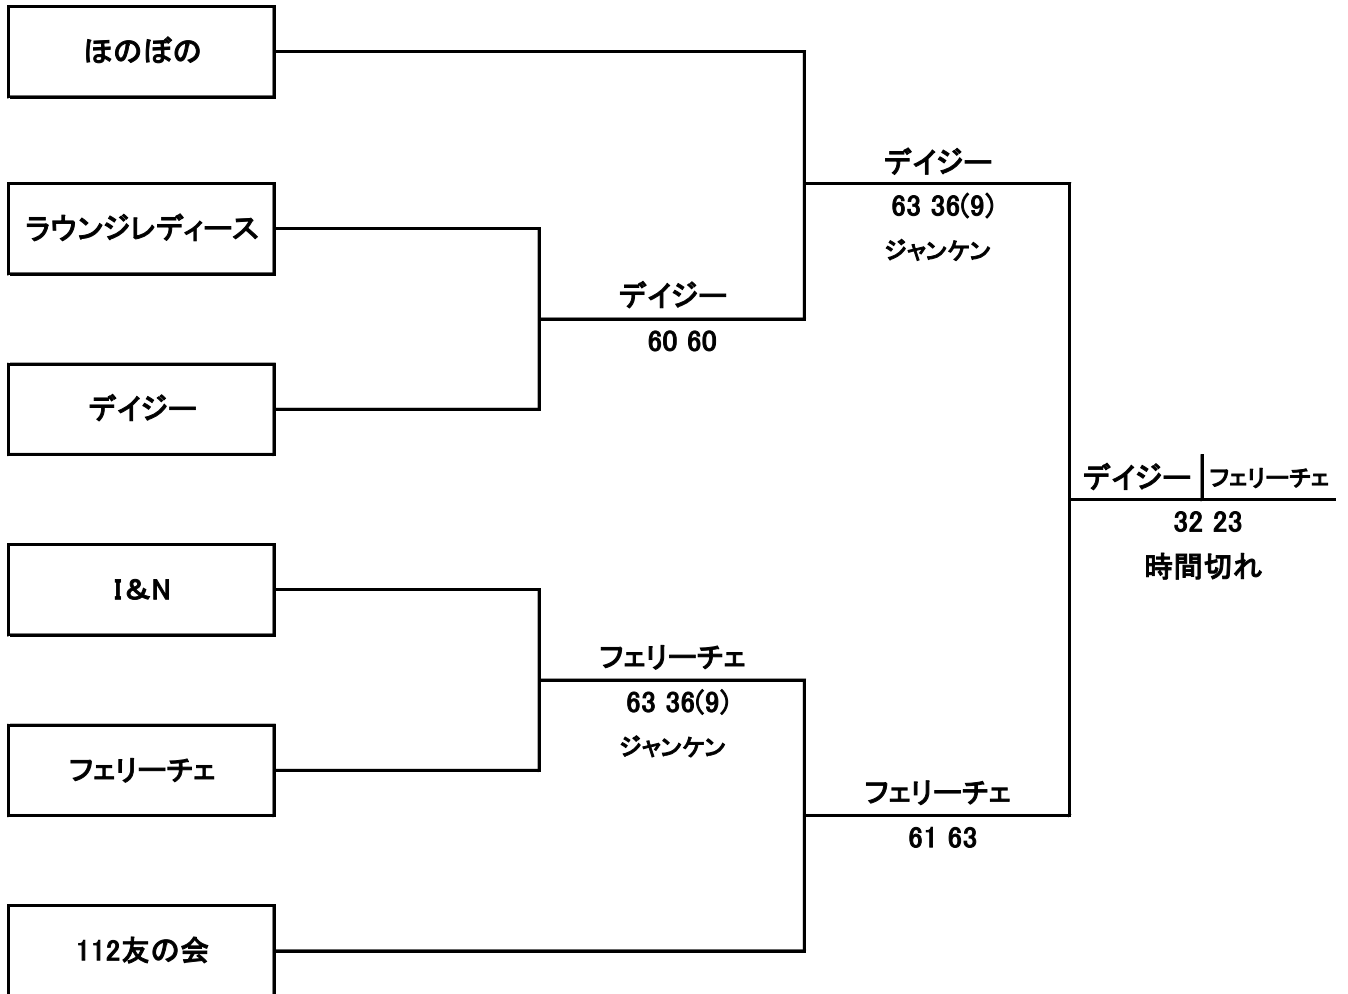 ほのぼの
デイジー
63 36(9)
ジャンケン
ラウンジレディース
デイジー
60 60
デイジー
デイジー
フェリーチェ
32 23
時間切れ
I&N
フェリーチェ
63 36(9)
ジャンケン
フェリーチェ
フェリーチェ
61 63
112友の会